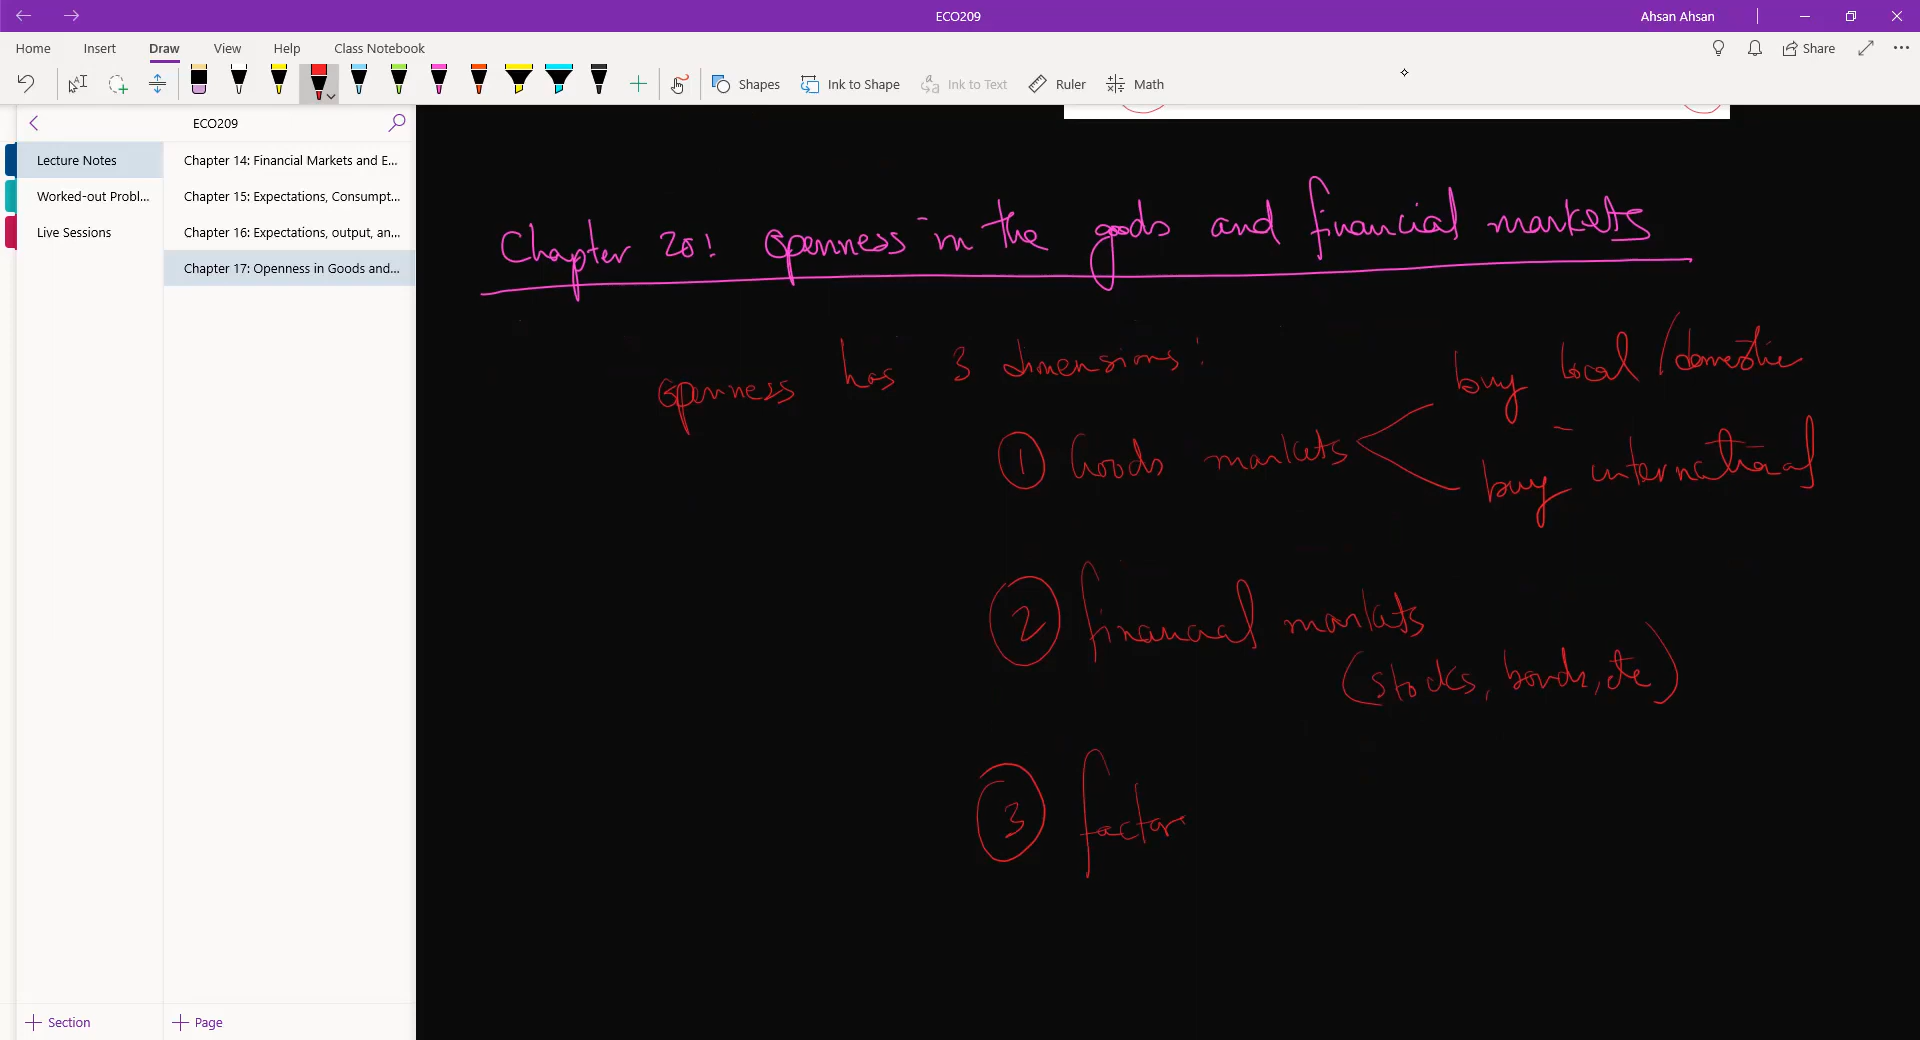 ECO209
Ahsan Ahsan
Home Insert Draw View Help Class Notebook
Share
Shapes Ink to Shape Ink to Text Ruler Math
ECO209
Lecture Notes
Worked-out Probl...
Live Sessions
Chapter 14: Financial Markets and E...
Chapter 15: Expectations, Consumpt...
Chapter 16: Expectations, output, an...
Chapter 17: Openness in Goods and...
Chapter 20: Openness in the goods and financial markets
Openness has 3 dimensions:
buy local / domestic
① Goods markets
buy international
② financial markets
(stocks, bonds, etc)
③ factor
Section
Page